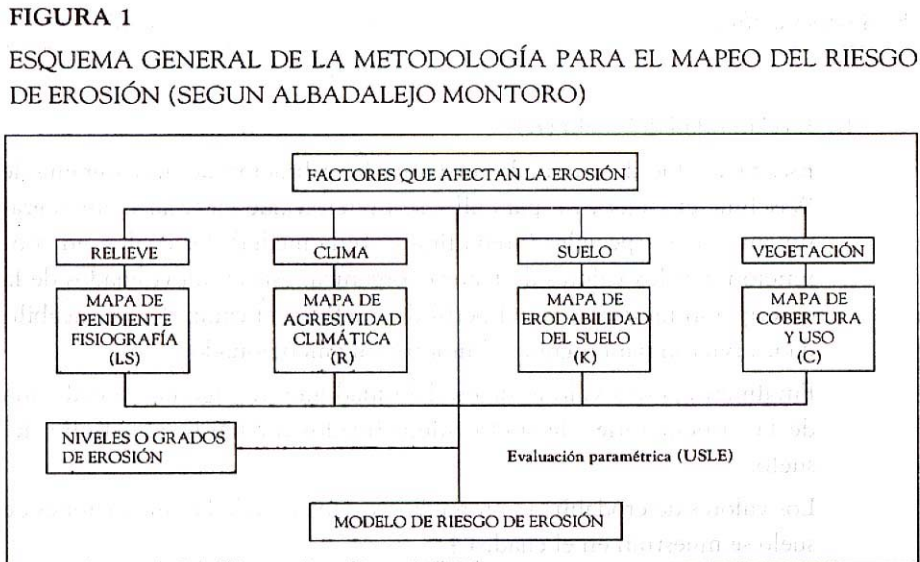 FIGURA 1
ESQUEMA GENERAL DE LA METODOLOGÍA PARA EL MAPEO DEL RIESGO
DE EROSIÓN (SEGUN ALBADALEJO MONTORO)
FACTORES QUE AFECTAN LA EROSIÓN
RELIEVE
CLIMA
SUELO
VEGETACIÓN
MAPA DE
PENDIENTE
FISIOGRAFÍA
(LS)
MAPA DE
AGRESIVIDAD
CLIMÁTICA
(R)
MAPA DE
ERODABILIDAD
DEL SUELO
(K)
MAPA DE
COBERTURA
Y USO
(C)
NIVELES O GRADOS
DE EROSIÓN
Evaluación paramétrica (USLE)
MODELO DE RIESGO DE EROSIÓN